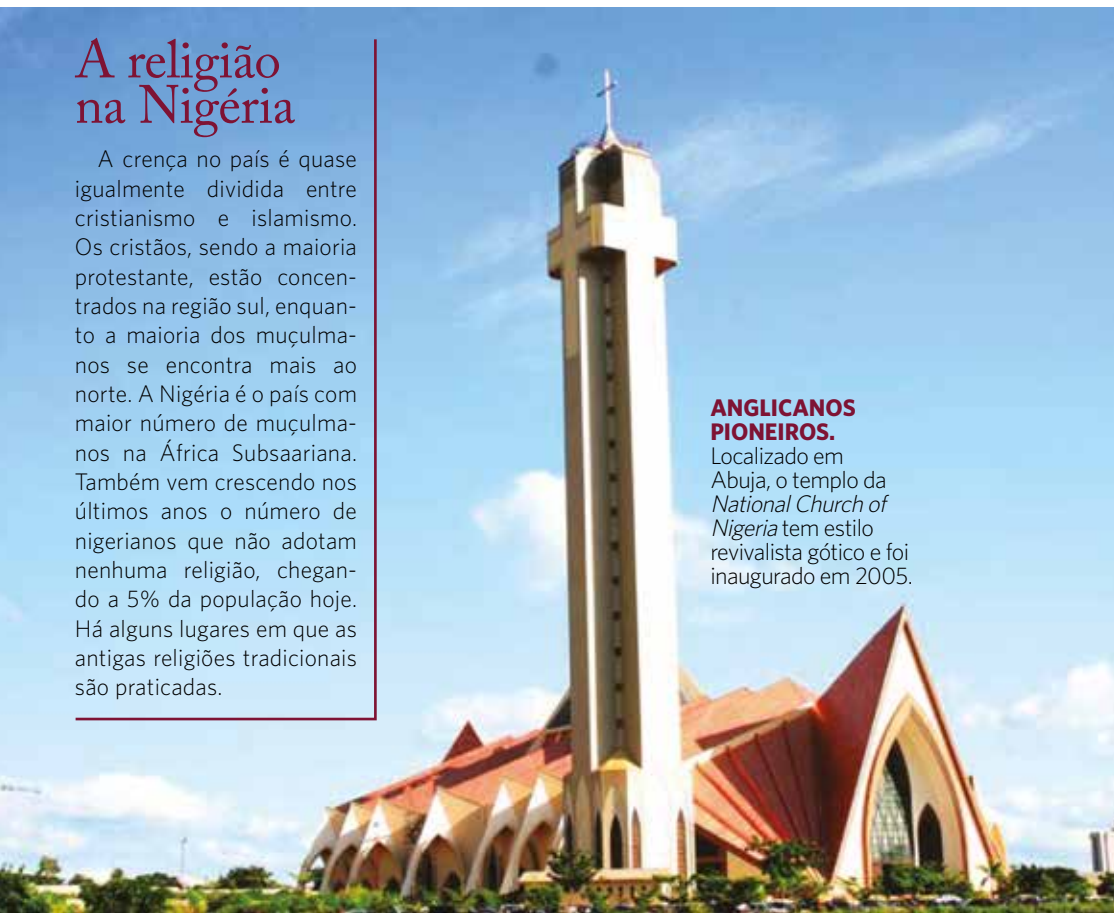 A religião
na Nigéria
A crença no país é quase
igualmente dividida entre
cristianismo e islamismo.
Os cristãos, sendo a maioria
protestante, estão concen-
trados na região sul, enquan-
to a maioria dos muçulma-
nos se encontra mais ao
norte. A Nigéria é o país com
maior número de muçulma-
nos na África Subsaariana.
Também vem crescendo nos
últimos anos o número de
nigerianos que não adotam
nenhuma religião, chegan-
do a 5% da população hoje.
Há alguns lugares em que as
antigas religiões tradicionais
são praticadas.
ANGLICANOS
PIONEIROS.
Localizado em
Abuja, o templo da
National Church of
Nigeria tem estilo
revivalista gótico e foi
inaugurado em 2005.